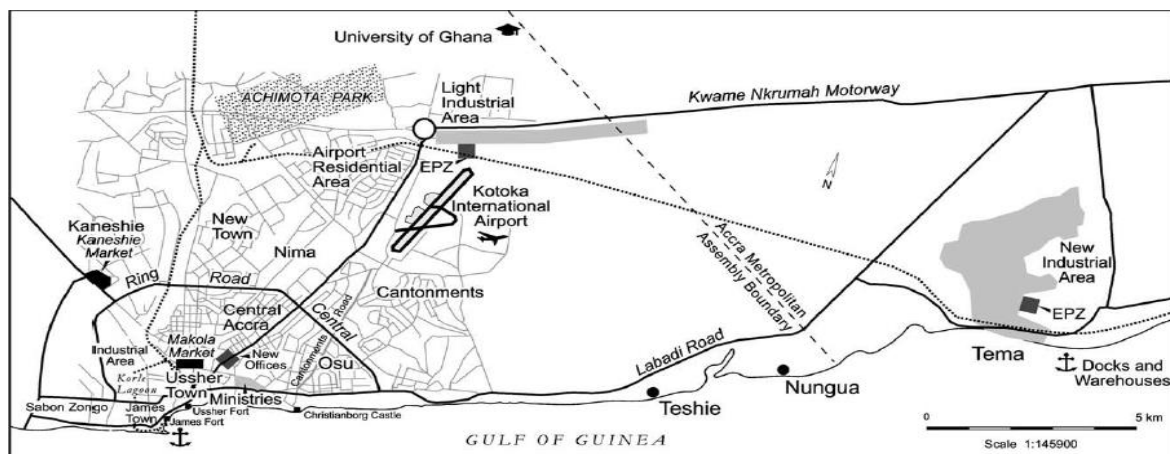 University of Ghana
ACHIMOTA PARK
Light
Industrial
Area
Kwame Nkrumah Motorway
Airport
Residential
Area
EPZ
Kotoka
International
Airport
N
Kaneshie
Kaneshie
Market
New
Town
Nima
Ring Road Central
Cantonments
Accra Metropolitan
Assembly Boundary
New
Industrial
Area
EPZ
Central
Accra
Cantonments Road
Makola
Market
New
Offices
Industrial
Area
Osu
Labadi Road
Tema
Docks and
Warehouses
Korle
Lagoon
Ussher
Town
Ministries
Nungua
Teshie
Sabon Zongo
James
Town
Ussher Fort
James Fort
Christianborg Castle
GULF OF GUINEA
0 5 km
Scale 1:145900